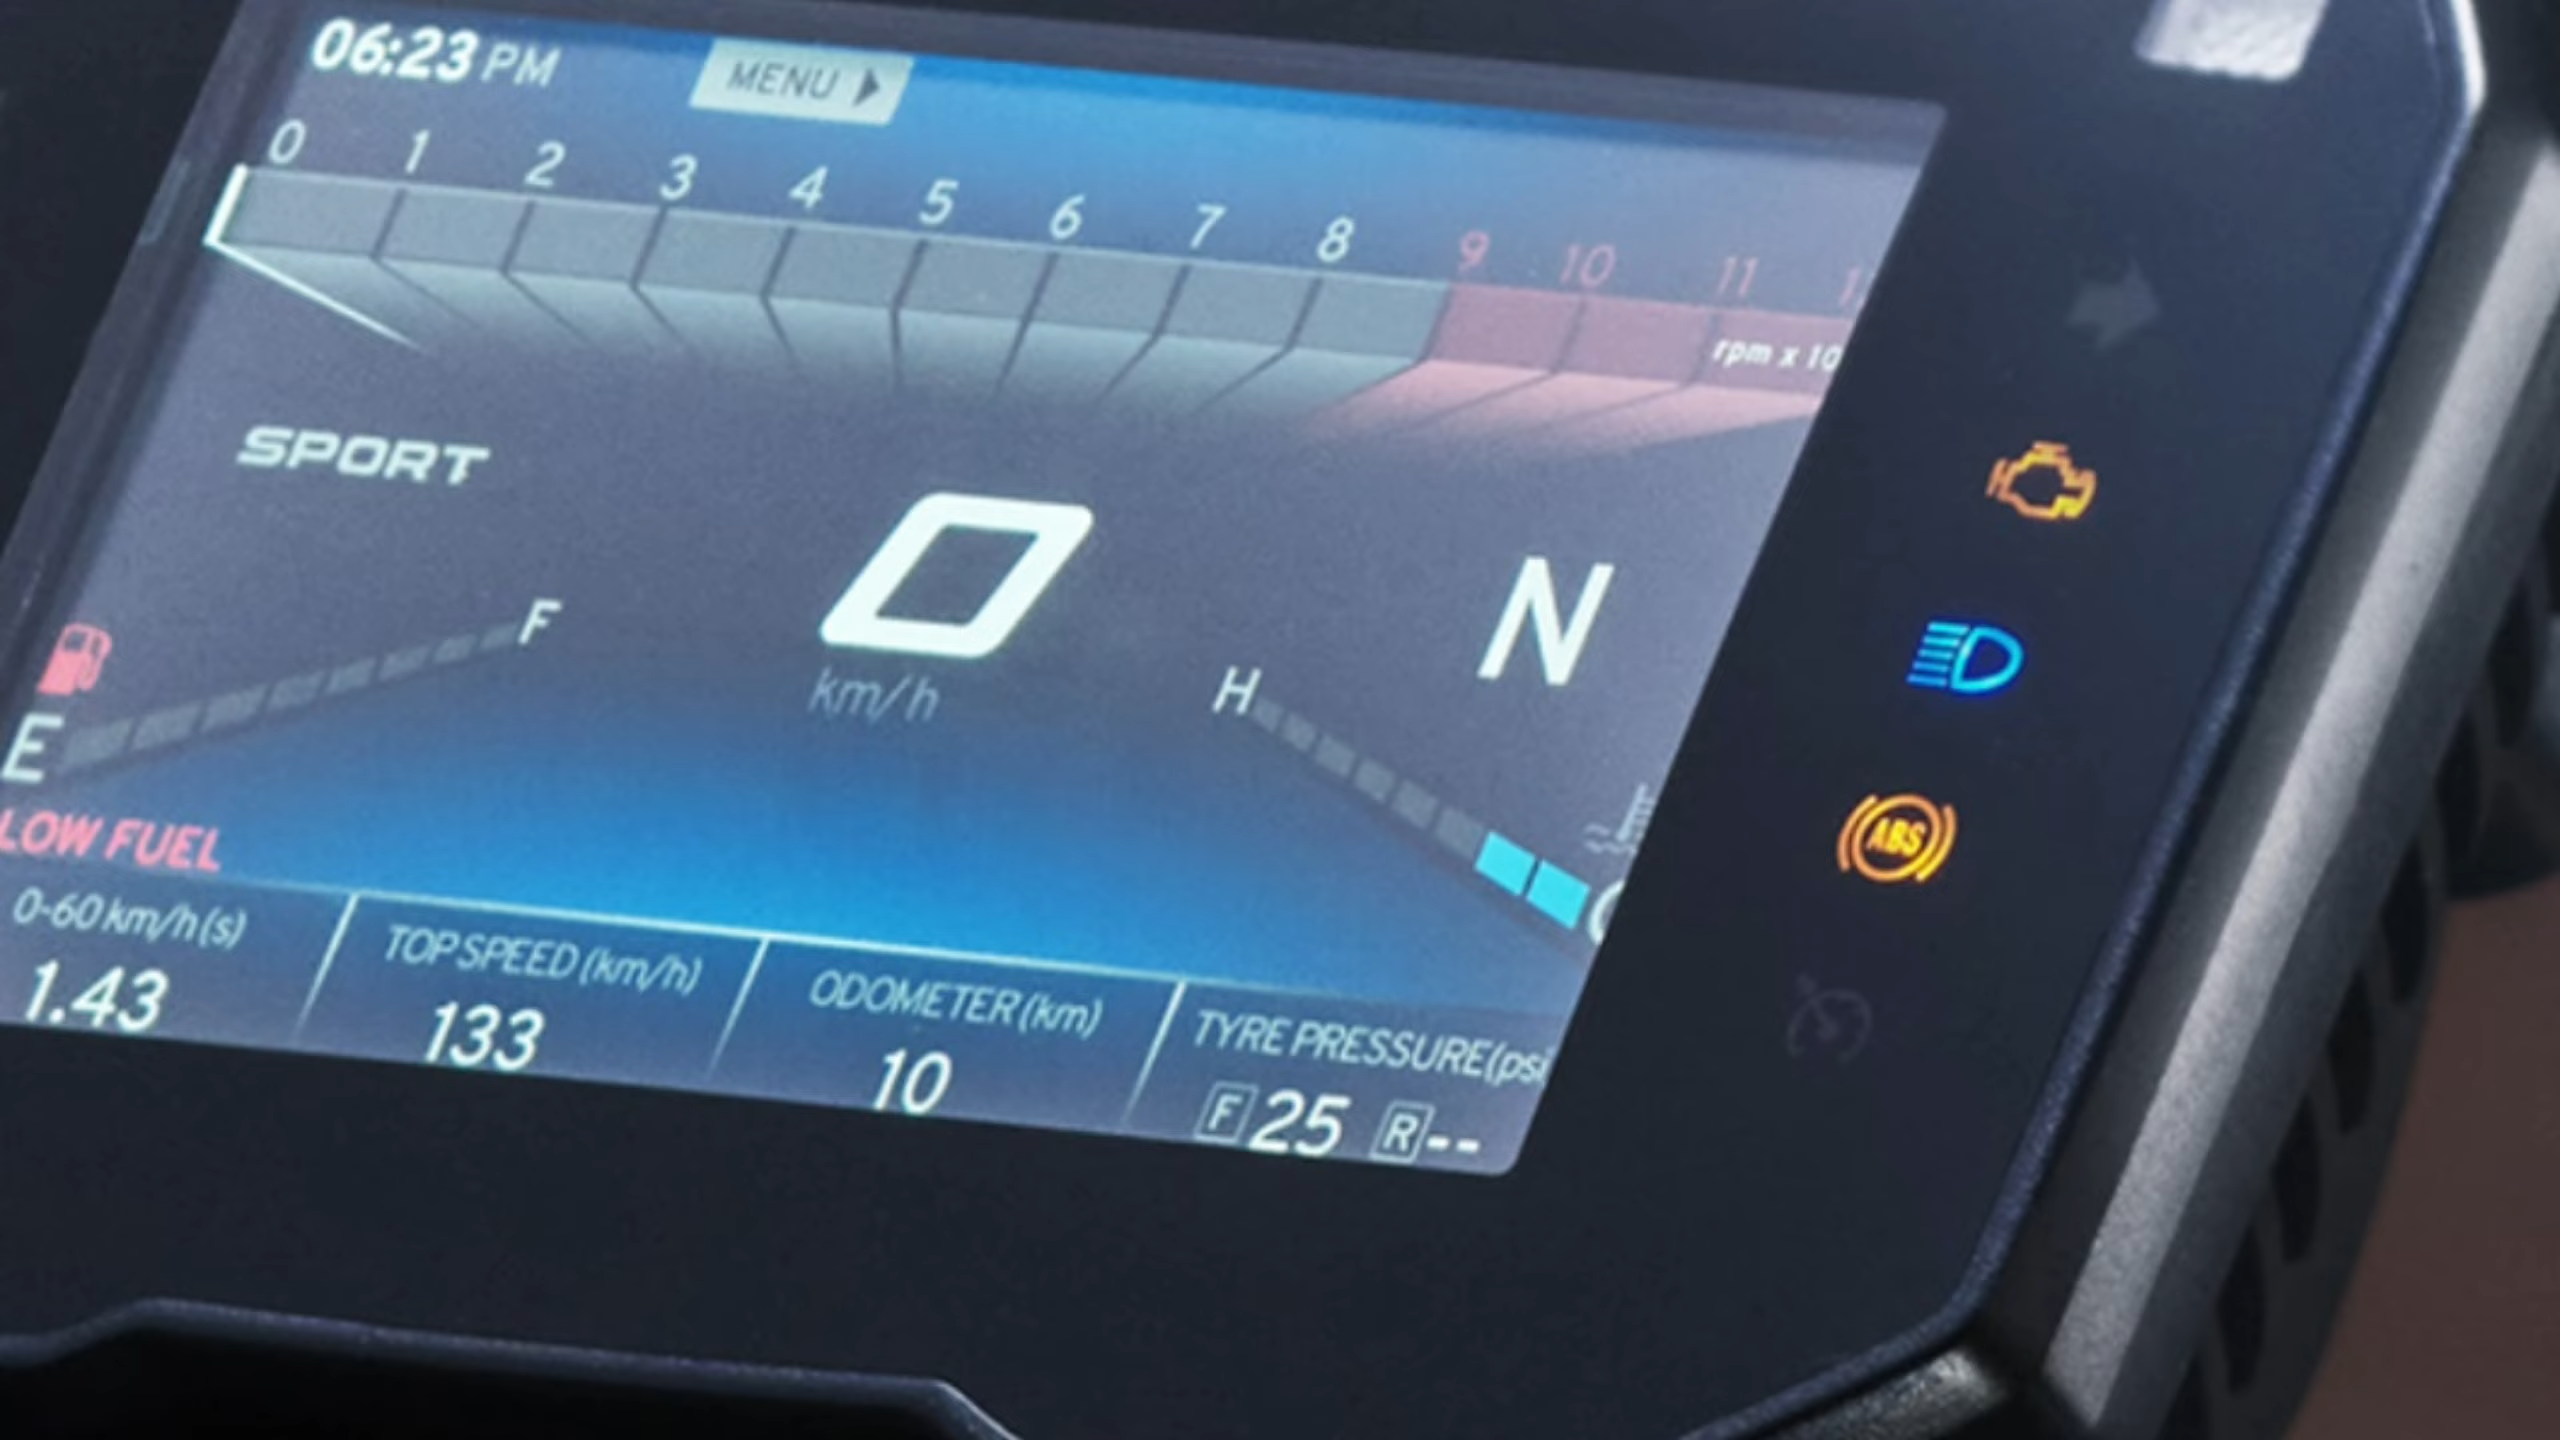 06:23 PM
MENU
0 1 2 3 4 5 6 7 8 9 10 11
rpm x 10
SPORT
0
km/h
N
F
E
H
LOW FUEL
ABS
0-60 km/h (s)
1.43
TOP SPEED (km/h)
133
ODOMETER (km)
10
TYRE PRESSURE (psi
F 25 R --